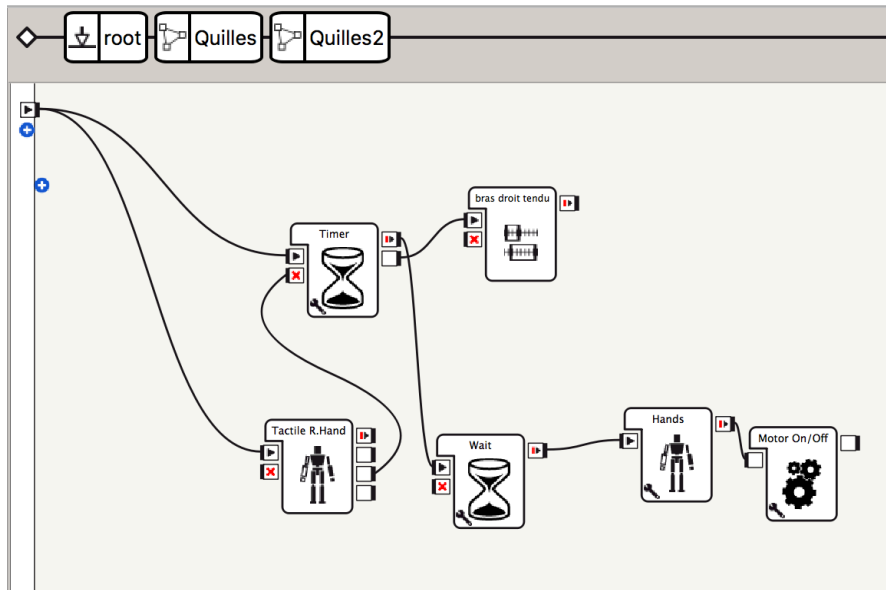 root
Quilles
Quilles2
bras droit tendu
Timer
Tactile R.Hand
Wait
Hands
Motor On/Off